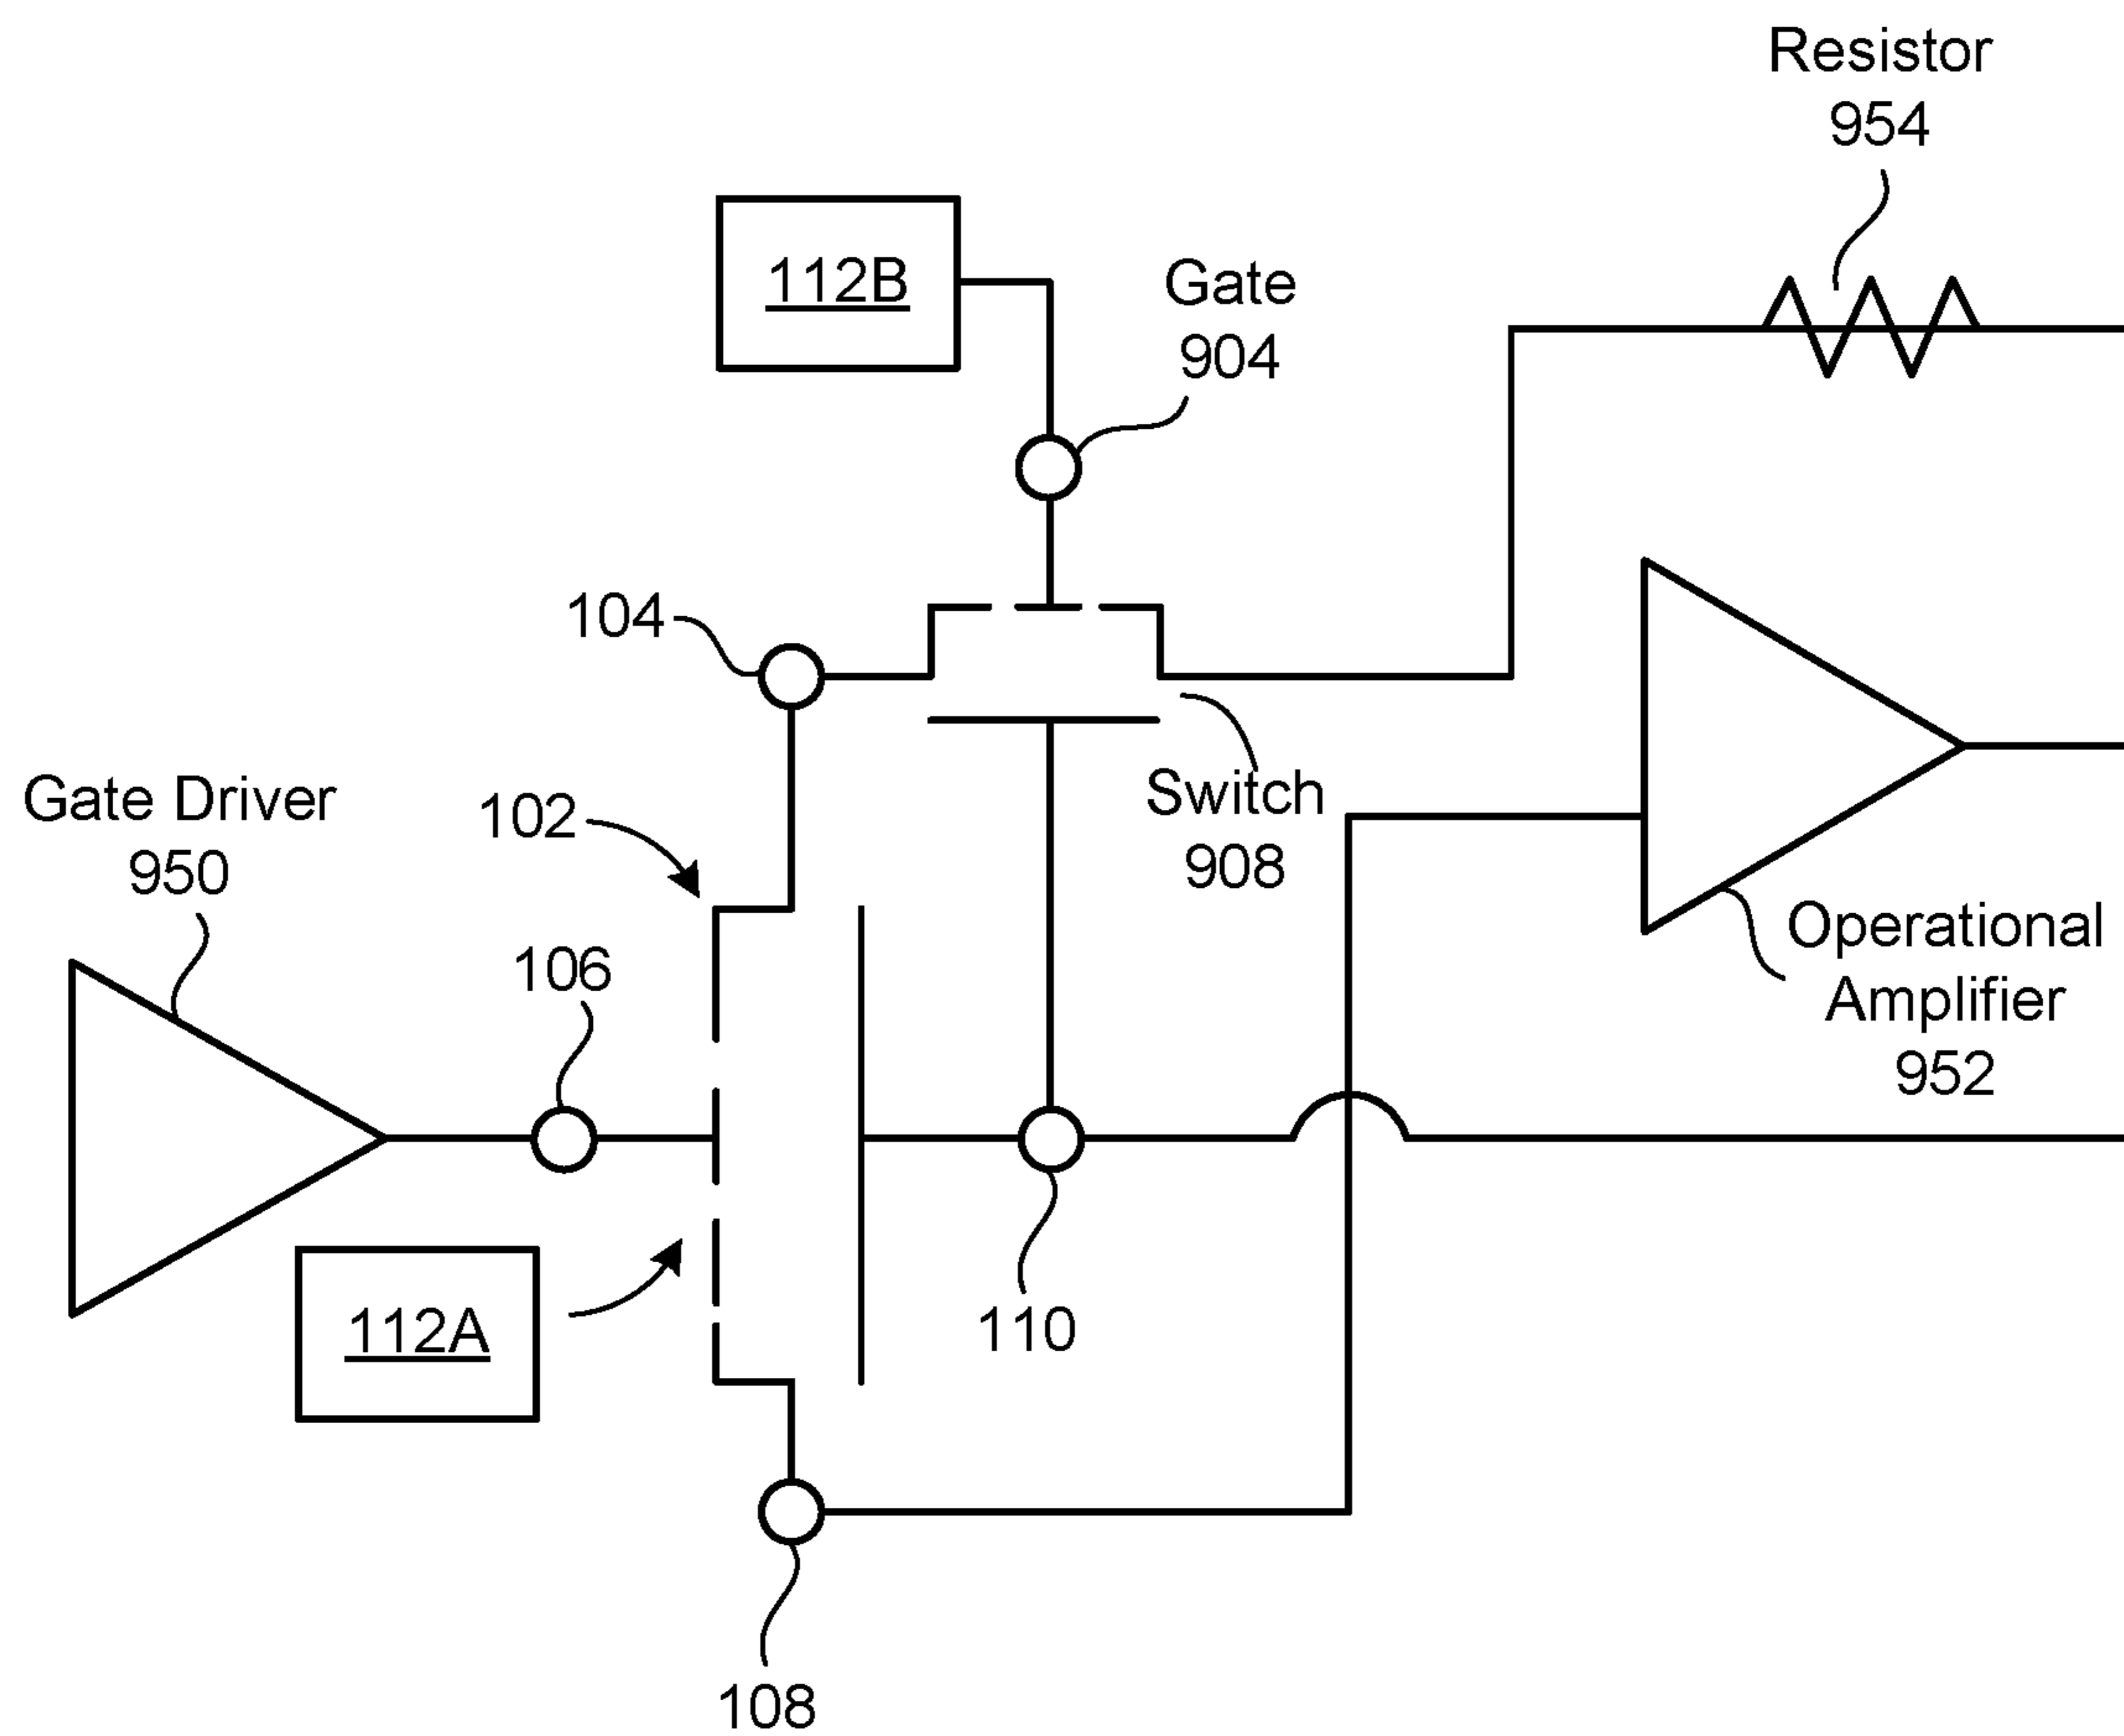 Resistor
954
112B
Gate
904
104
Gate Driver
950
102
Switch
908
106
Operational
Amplifier
952
112A
110
108